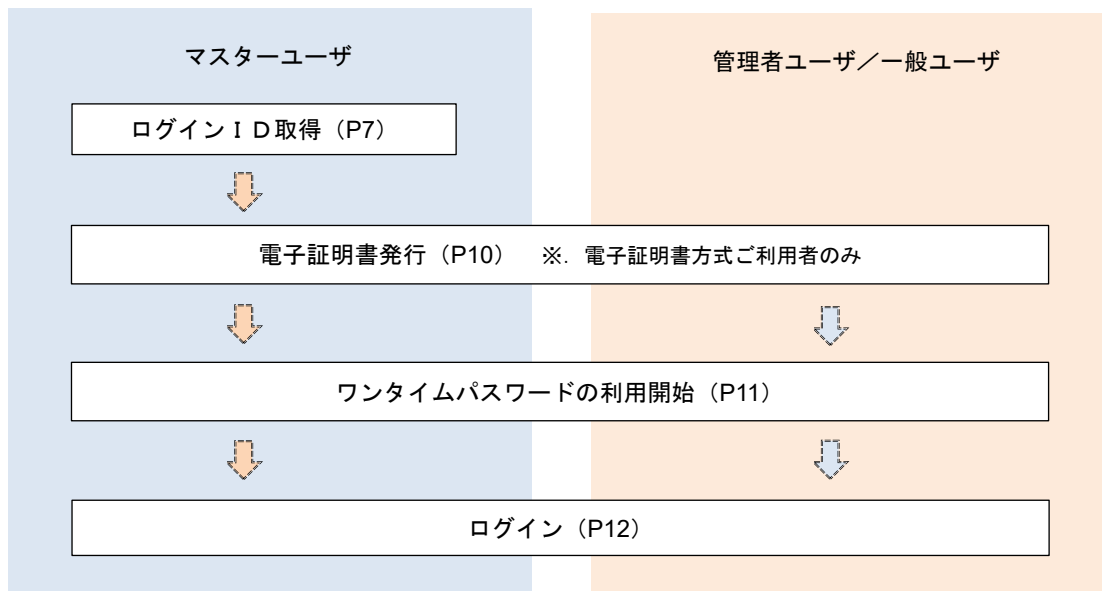 マスターユーザ
管理者ユーザ／一般ユーザ
ログインＩＤ取得（P7）
電子証明書発行（P10）　※. 電子証明書方式ご利用者のみ
ワンタイムパスワードの利用開始（P11）
ログイン（P12）